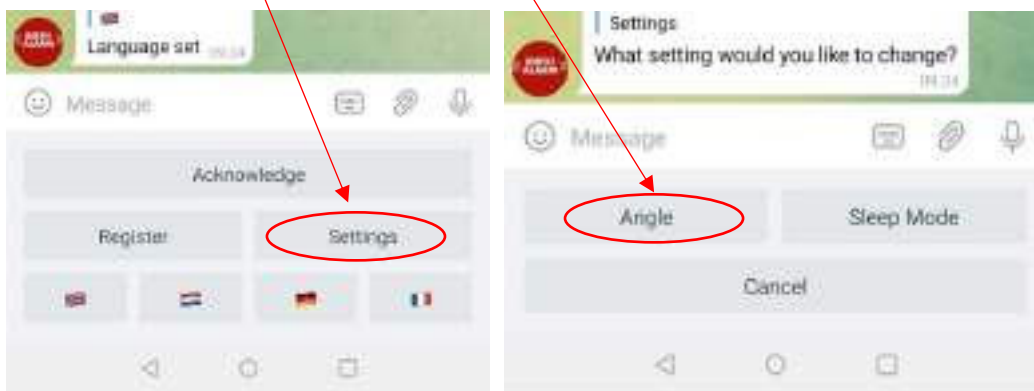 Language set 09:34
Message
Acknowledge
Register Settings
Settings
What setting would you like to change?
09:34
Message
Angle Sleep Mode
Cancel